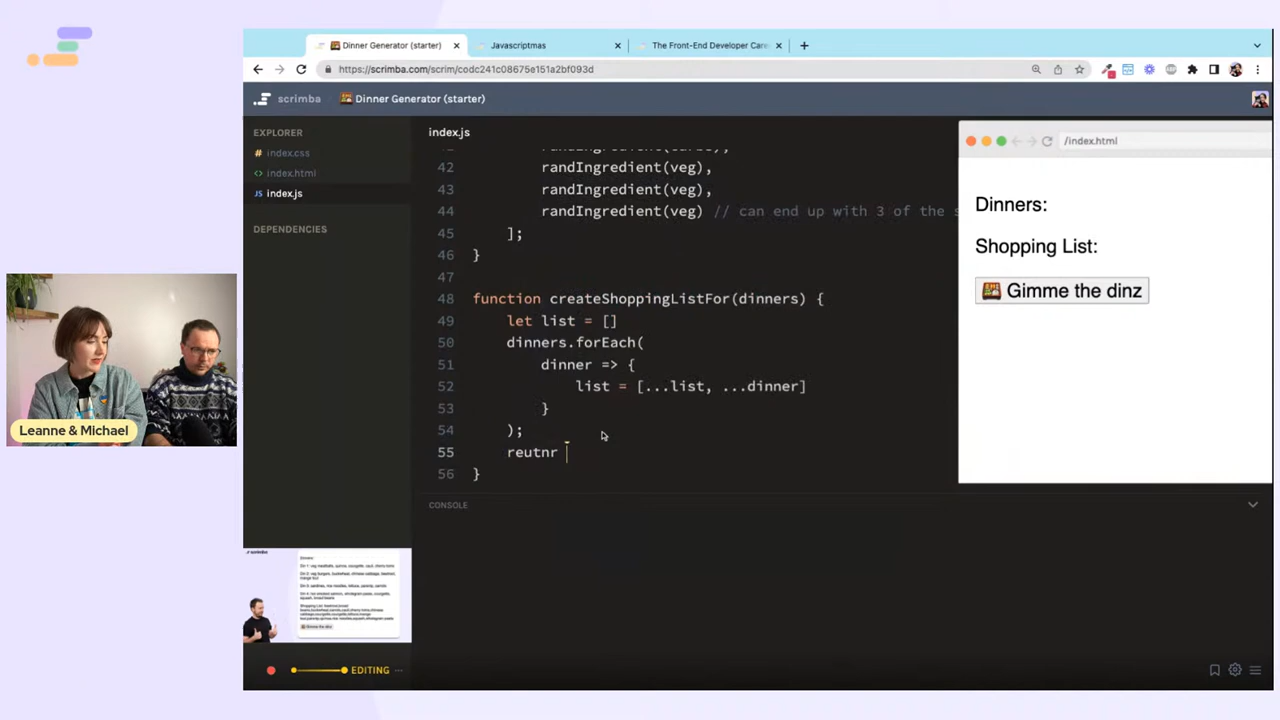 Dinner Generator (starter)
Javascriptmas
The Front-End Developer Care
https://scrimba.com/scrim/codc241c08675e151a2bf093d
scrimba
Dinner Generator (starter)
EXPLORER
index.css
index.html
JS index.js
DEPENDENCIES
index.js
42 randIngredient(veg),
43 randIngredient(veg),
44 randIngredient(veg) // can end up with 3 of the s
45 ];
46 }
47
48 function createShoppingListFor(dinners) {
49 let list = []
50 dinners.forEach(
51 dinner => {
52 list = [...list, ...dinner]
53 }
54 );
55 reutnr
56 }
/index.html
Dinners:
Shopping List:
Gimme the dinz
CONSOLE
Leanne & Michael
EDITING